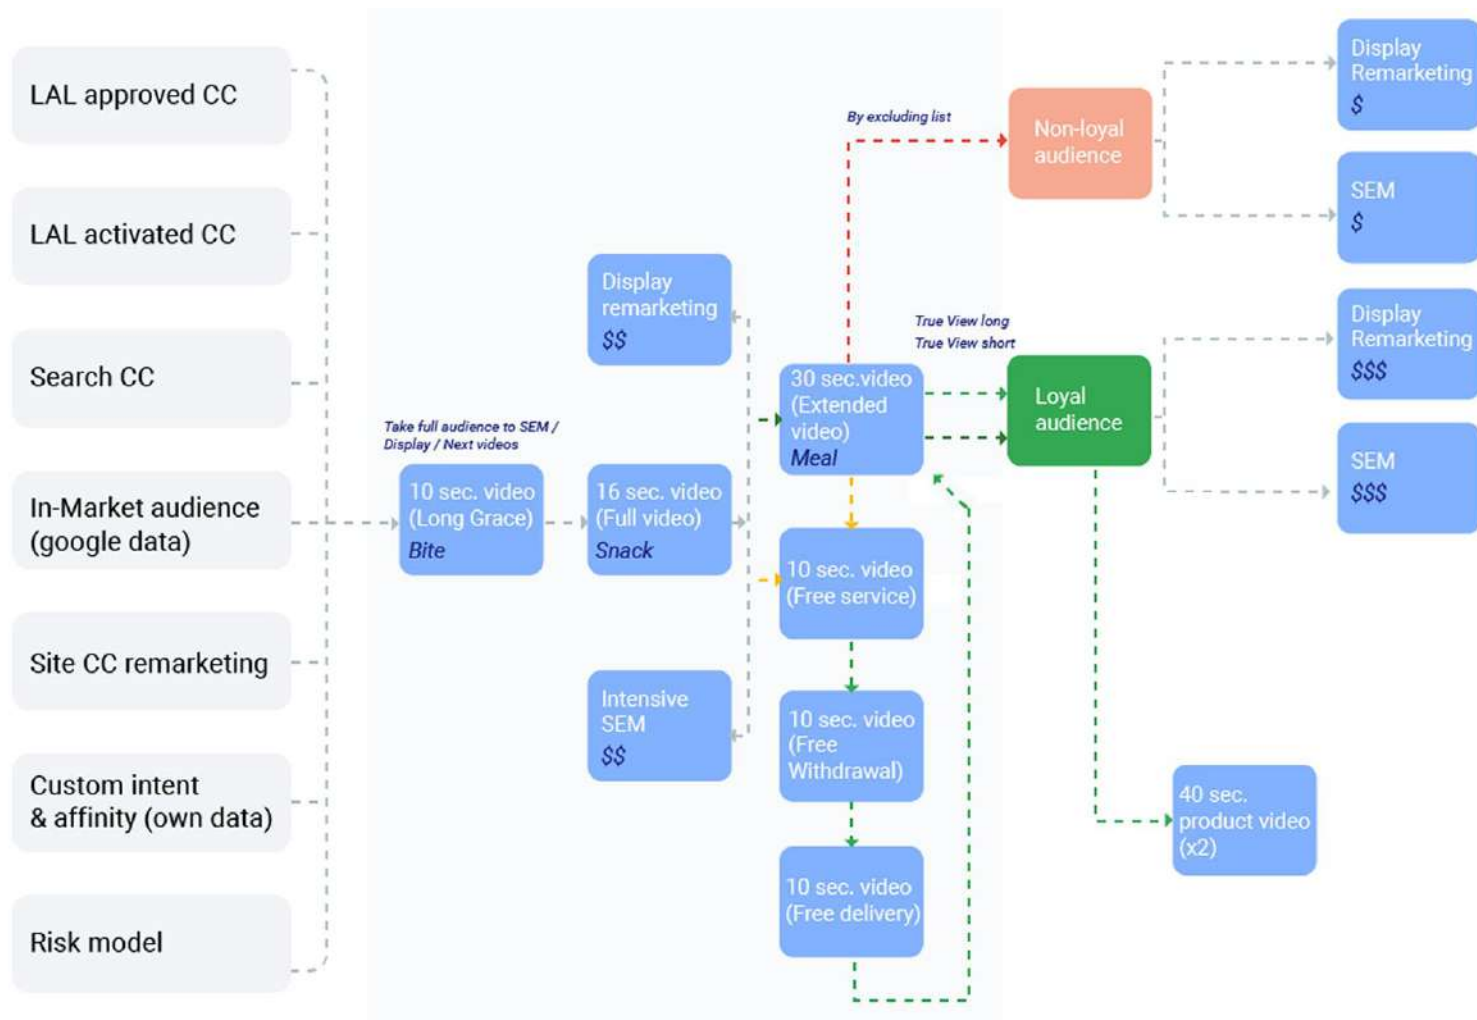 LAL approved CC
LAL activated CC
Search CC
In-Market audience
(google data)
Site CC remarketing
Custom intent
& affinity (own data)
Risk model
Take full audience to SEM /
Display / Next videos
10 sec. video
(Long Grace)
Bite
16 sec. video
(Full video)
Snack
Display
remarketing
$$
Intensive
SEM
$$
30 sec.video
(Extended
video)
Meal
10 sec. video
(Free service)
10 sec. video
(Free
Withdrawal)
10 sec. video
(Free delivery)
By excluding list
True View long
True View short
Non-loyal
audience
Loyal
audience
Display
Remarketing
$
SEM
$
Display
Remarketing
$$$
SEM
$$$
40 sec.
product video
(x2)